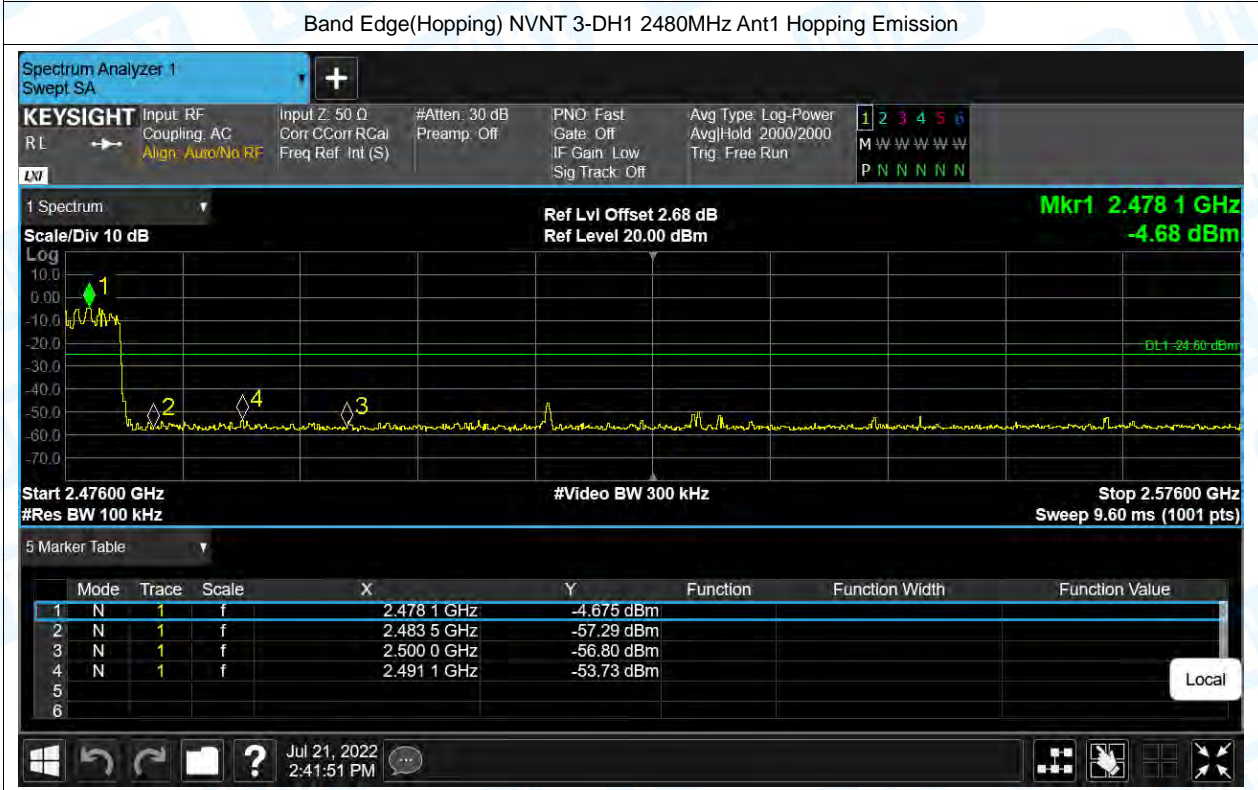 Band Edge(Hopping) NVNT 3-DH1 2480MHz Ant1 Hopping Emission
Spectrum Analyzer 1
Swept SA
+
KEYSIGHT Input: RF Input Z: 50 Ω #Atten: 30 dB PNO: Fast Avg Type: Log-Power 1 2 3 4 5 6
R L Coupling: AC Corr CCorr RCal Preamp: Off Gate: Off Avg|Hold: 2000/2000 M W W W W W
Align: Auto/No RF Freq Ref: Int (S) IF Gain: Low Trig: Free Run
LXI Sig Track: Off P N N N N N
1 Spectrum Ref Lvl Offset 2.68 dB Mkr1 2.478 1 GHz
Scale/Div 10 dB Ref Level 20.00 dBm -4.68 dBm
Log
10.0
1
0.00
-10.0
-20.0
DL1 -24.60 dBm
-30.0
-40.0
2 4 3
-50.0
-60.0
-70.0
Start 2.47600 GHz #Video BW 300 kHz Stop 2.57600 GHz
#Res BW 100 kHz Sweep 9.60 ms (1001 pts)
5 Marker Table
Mode Trace Scale X Y Function Function Width Function Value
1 N 1 f 2.478 1 GHz -4.675 dBm
2 N 1 f 2.483 5 GHz -57.29 dBm
3 N 1 f 2.500 0 GHz -56.80 dBm
4 N 1 f 2.491 1 GHz -53.73 dBm
5
6
Local
? Jul 21, 2022
2:41:51 PM